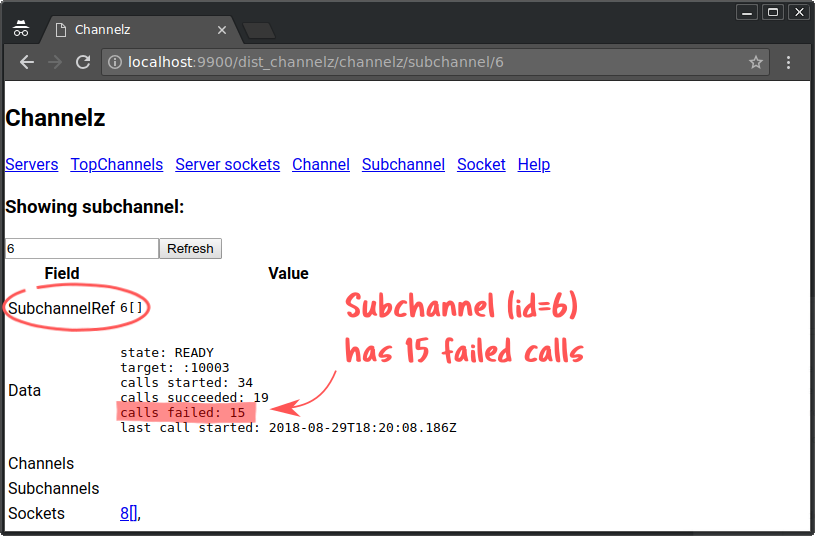 Channelz
localhost:9900/dist_channelz/channelz/subchannel/6
Channelz
Servers TopChannels Server sockets Channel Subchannel Socket Help
Showing subchannel:
6 Refresh
Field Value
SubchannelRef 6[]
Subchannel (id=6)
has 15 failed calls
Data
state: READY
target: :10003
calls started: 34
calls succeeded: 19
calls failed: 15
last call started: 2018-08-29T18:20:08.186Z
Channels
Subchannels
Sockets 8[],